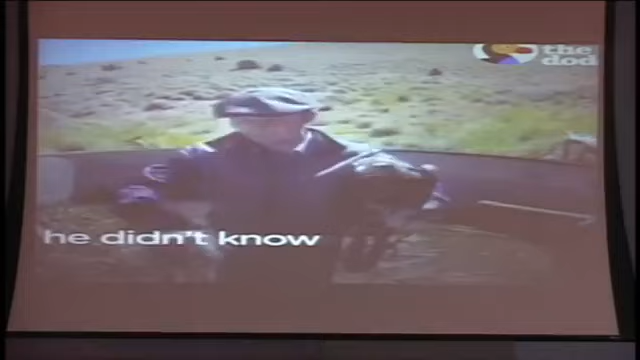 the
dod
he didn't know